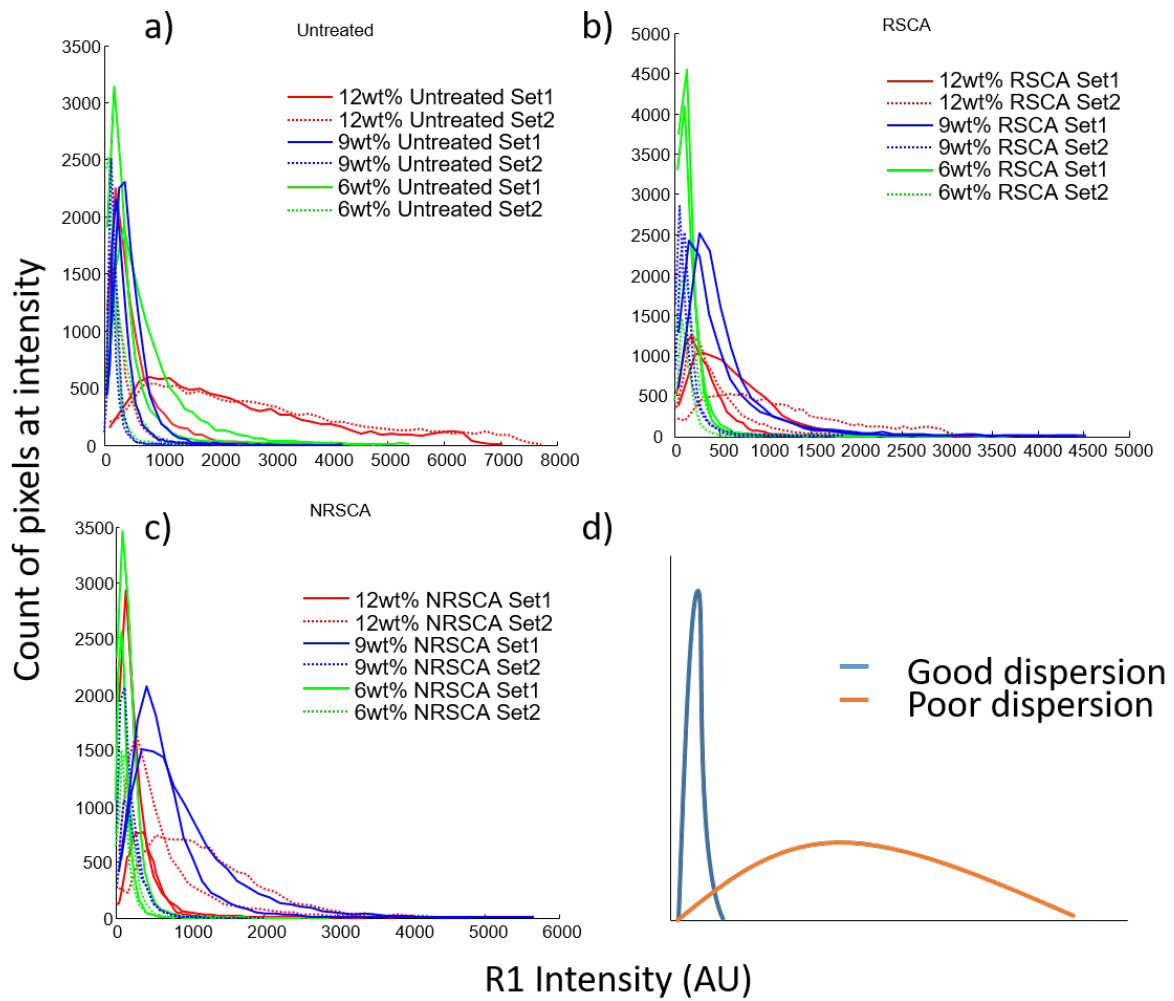 a)
Untreated
3500
3000
2500
2000
1500
1000
500
0
0 1000 2000 3000 4000 5000 6000 7000 8000
12wt% Untreated Set1
12wt% Untreated Set2
9wt% Untreated Set1
9wt% Untreated Set2
6wt% Untreated Set1
6wt% Untreated Set2
b)
RSCA
5000
4500
4000
3500
3000
2500
2000
1500
1000
500
0
0 500 1000 1500 2000 2500 3000 3500 4000 4500 5000
12wt% RSCA Set1
12wt% RSCA Set2
9wt% RSCA Set1
9wt% RSCA Set2
6wt% RSCA Set1
6wt% RSCA Set2
Count of pixels at intensity
c)
NRSCA
3500
3000
2500
2000
1500
1000
500
0
0 1000 2000 3000 4000 5000 6000
12wt% NRSCA Set1
12wt% NRSCA Set2
9wt% NRSCA Set1
9wt% NRSCA Set2
6wt% NRSCA Set1
6wt% NRSCA Set2
d)
Good dispersion
Poor dispersion
R1 Intensity (AU)